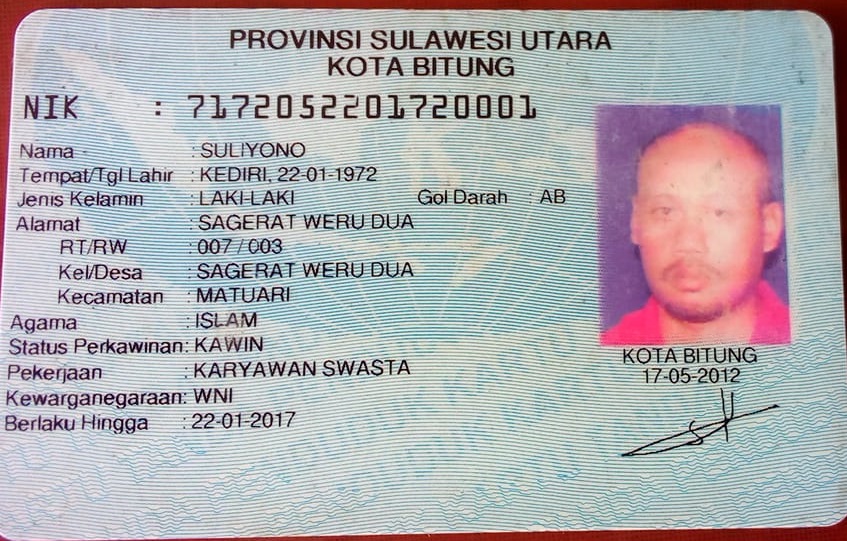 PROVINSI SULAWESI UTARA
KOTA BITUNG
NIK : 7172052201720001
Nama : SULIYONO
Tempat/Tgl Lahir : KEDIRI, 22-01-1972
Jenis Kelamin : LAKI-LAKI Gol Darah : AB
Alamat : SAGERAT WERU DUA
RT/RW : 007 / 003
Kel/Desa : SAGERAT WERU DUA
Kecamatan : MATUARI
Agama : ISLAM
Status Perkawinan: KAWIN
Pekerjaan : KARYAWAN SWASTA
Kewarganegaraan: WNI
Berlaku Hingga : 22-01-2017
KOTA BITUNG
17-05-2012